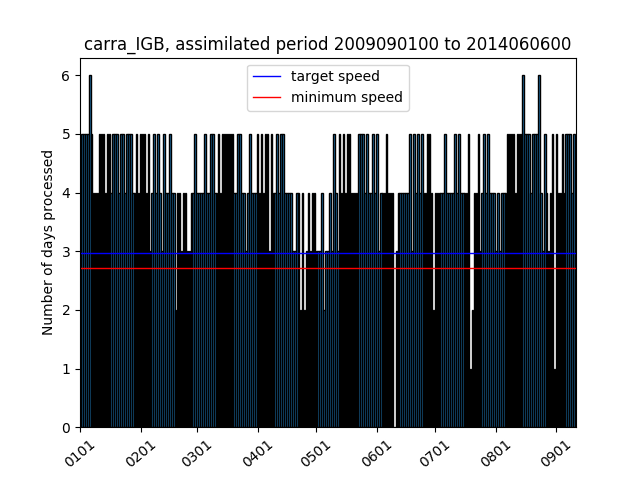 carra_IGB, assimilated period 2009090100 to 2014060600
target speed
minimum speed
Number of days processed
6
5
4
3
2
1
0
0101 0201 0301 0401 0501 0601 0701 0801 0901